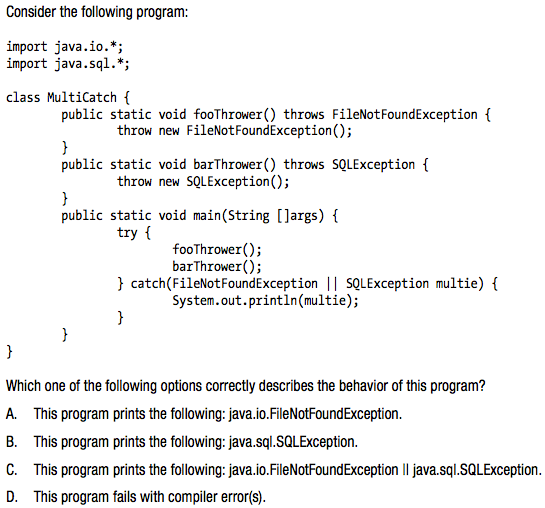 Consider the following program:
import java.io.*;
import java.sql.*;
class MultiCatch {
public static void fooThrower() throws FileNotFoundException {
throw new FileNotFoundException();
}
public static void barThrower() throws SQLException {
throw new SQLException();
}
public static void main(String []args) {
try {
fooThrower();
barThrower();
} catch(FileNotFoundException || SQLException multie) {
System.out.println(multie);
}
}
}
Which one of the following options correctly describes the behavior of this program?
A. This program prints the following: java.io.FileNotFoundException.
B. This program prints the following: java.sql.SQLException.
C. This program prints the following: java.io.FileNotFoundException || java.sql.SQLException.
D. This program fails with compiler error(s).